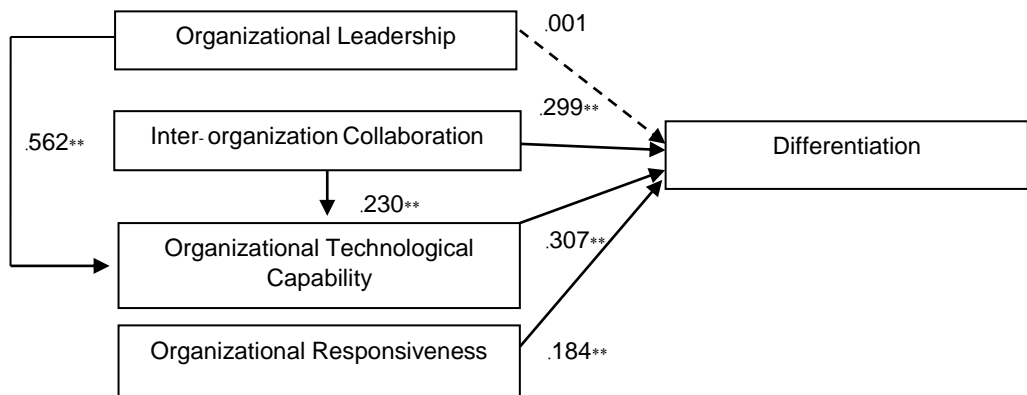 Organizational Leadership
.001
.299**
Inter-organization Collaboration
.562**
Differentiation
.230**
Organizational Technological
Capability
.307**
Organizational Responsiveness
.184**